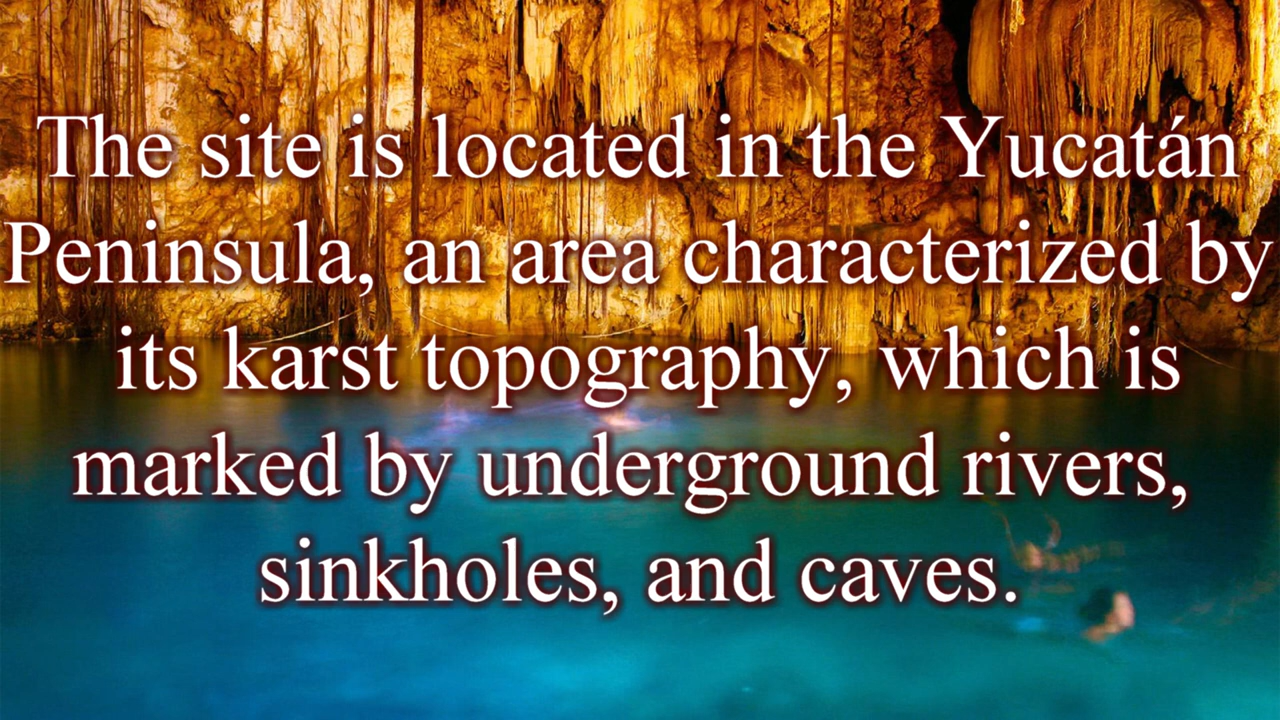 The site is located in the Yucatán
Peninsula, an area characterized by
its karst topography, which is
marked by underground rivers,
sinkholes, and caves.